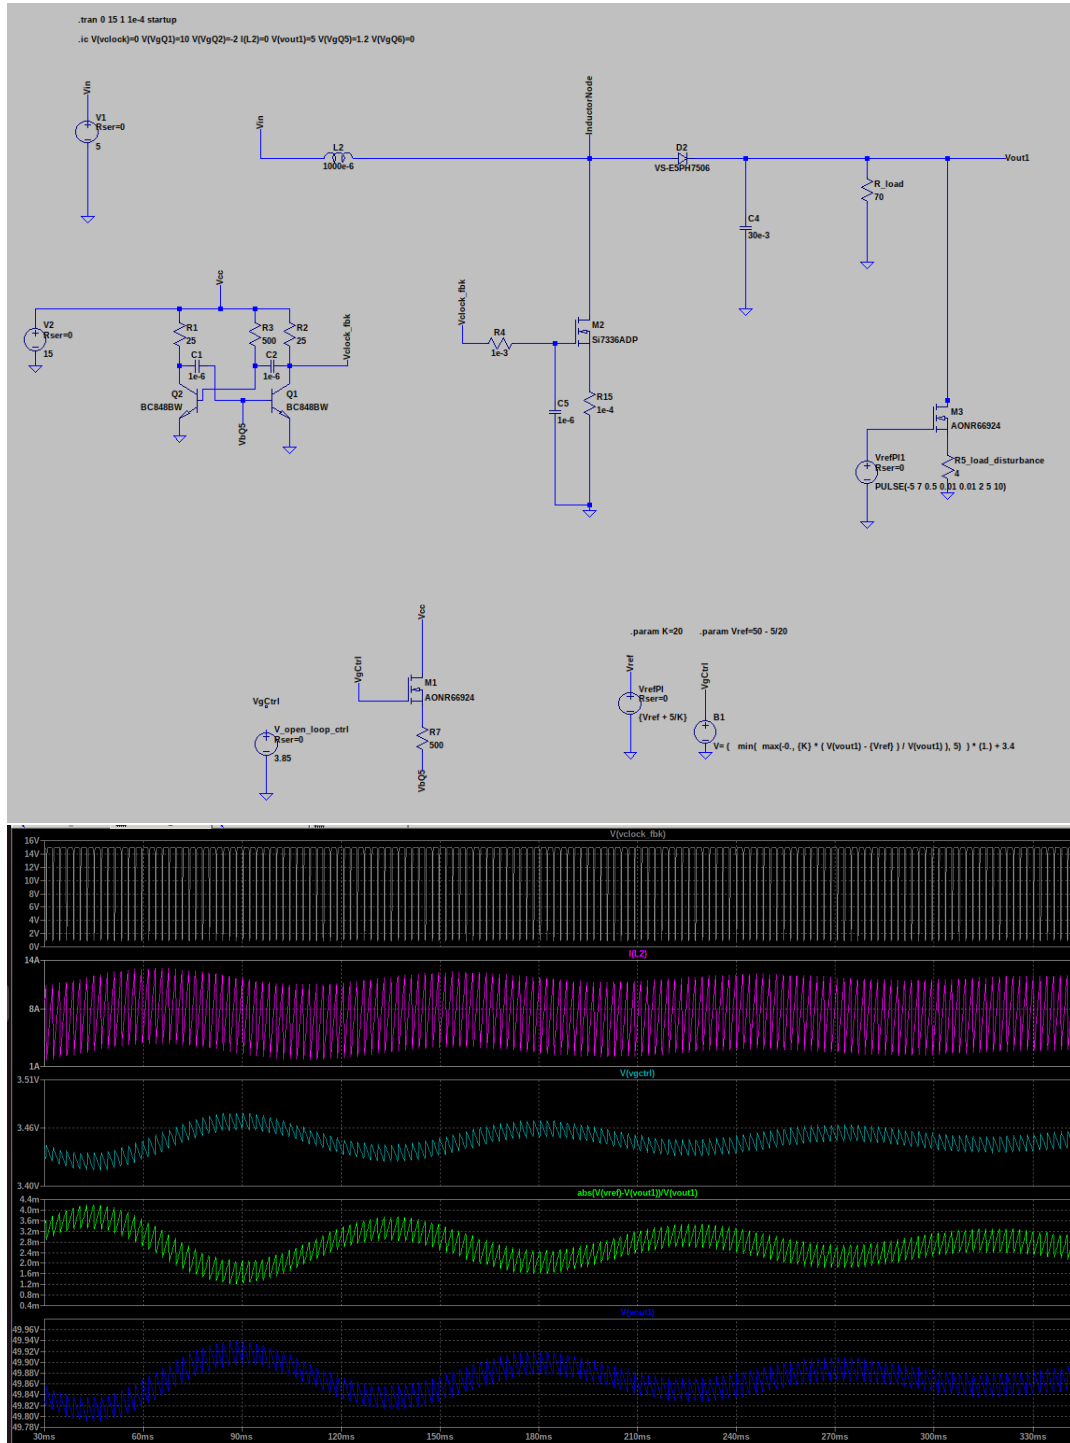 .tran 0 15 1 1e-4 startup
.ic V(vclock)=0 V(VgQ1)=10 V(VgQ2)=-2 I(L2)=0 V(vout1)=5 V(VgQ5)=1.2 V(VgQ6)=0
Vin
V1
Rser=0
5
Vin
L2
1000e-6
InductorNode
D2
VS-E5PH7506
Vout1
R_load
70
C4
30e-3
Vcc
V2
Rser=0
15
R1
25
R3
500
R2
25
Vclock_fbk
C1
1e-6
C2
1e-6
Q2
BC848BW
Q1
BC848BW
VbQ5
Vclock_fbk
R4
1e-3
M2
Si7336ADP
C5
1e-6
R15
1e-4
M3
AONR66924
VrefPI1
Rser=0
PULSE(-5 7 0.5 0.01 0.01 2 5 10)
R5_load_disturbance
4
Vcc
VgCtrl
M1
AONR66924
R7
500
VbQ5
VgCtrl
V_open_loop_ctrl
Rser=0
3.85
.param K=20
.param Vref=50 - 5/20
Vref
VrefPI
Rser=0
{Vref + 5/K}
VgCtrl
B1
V= ( min( max(-0., {K} * ( V(vout1) - {Vref} ) / V(vout1) ), 5) ) * (1.) + 3.4
V(vclock_fbk)
16V
14V
12V
10V
8V
6V
4V
2V
0V
I(L2)
14A
8A
1A
V(vgctrl)
3.51V
3.46V
3.40V
abs(V(vref)-V(vout1))/V(vout1)
4.4m
4.0m
3.6m
3.2m
2.8m
2.4m
2.0m
1.6m
1.2m
0.8m
0.4m
V(vout1)
49.96V
49.94V
49.92V
49.90V
49.88V
49.86V
49.84V
49.82V
49.80V
49.78V
30ms 60ms 90ms 120ms 150ms 180ms 210ms 240ms 270ms 300ms 330ms